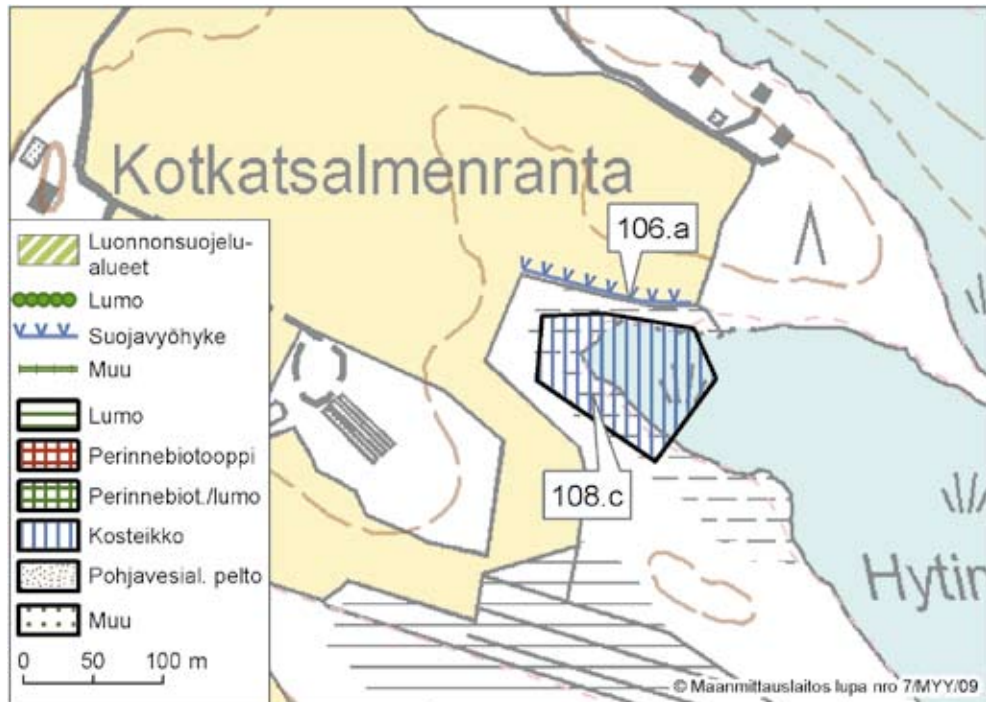 Kotkatsalmenranta
106.a
108.c
Hytin
Luonnonsuojelu-
alueet
Lumo
Suojavyöhyke
Muu
Lumo
Perinnebiotooppi
Perinnebiot./lumo
Kosteikko
Pohjavesial. pelto
Muu
0 50 100 m
© Maanmittauslaitos lupa nro 7/MYY/09